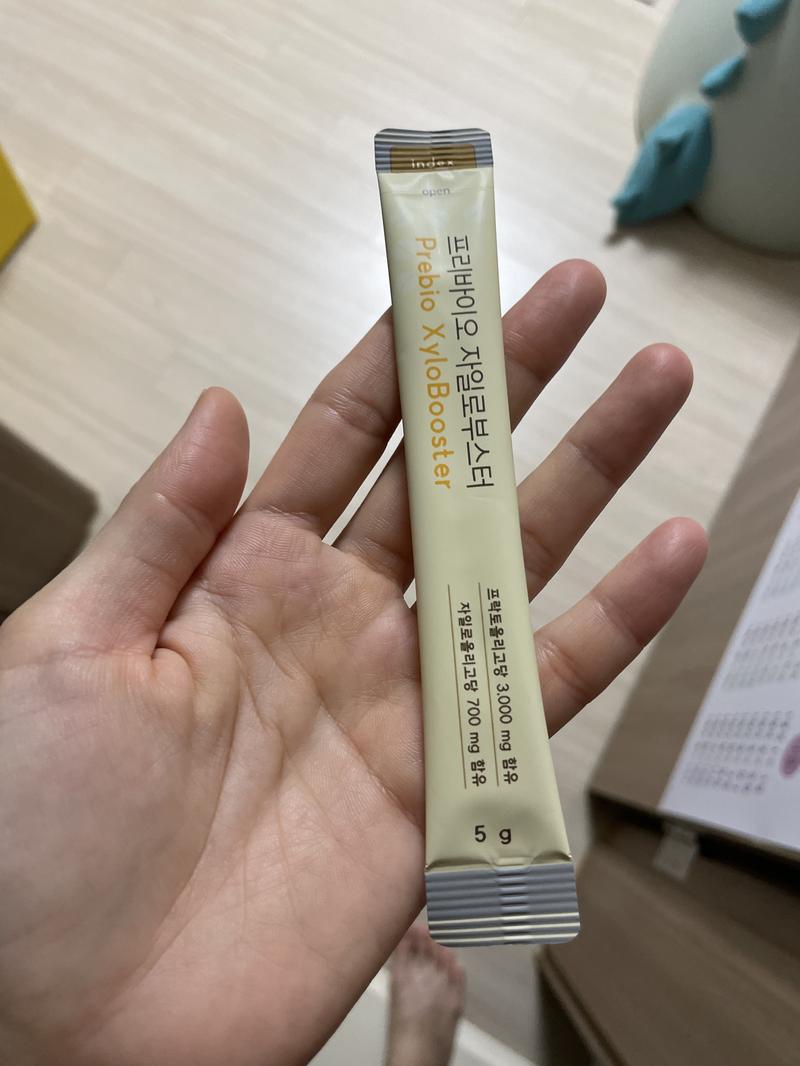 index
open
프리바이오 자일로부스터
Prebio XyloBooster
프락토올리고당 3,000 mg 함유
자일로올리고당 700 mg 함유
5 g